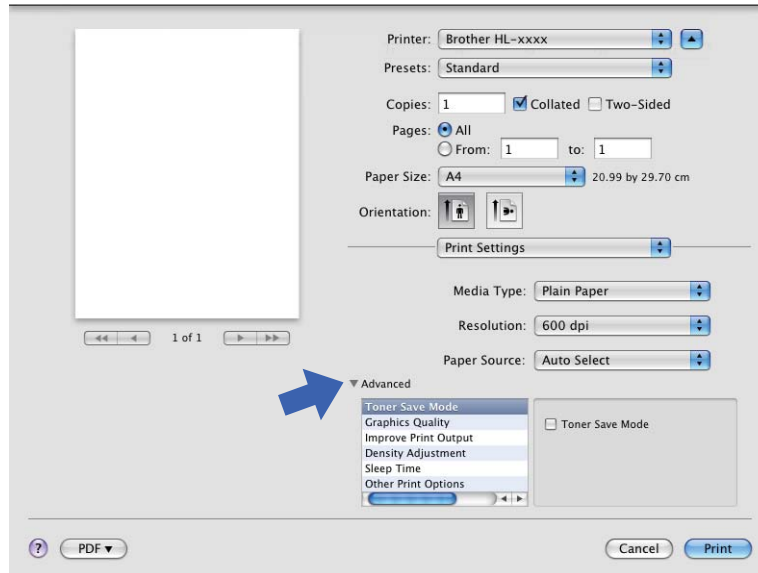 Printer: Brother HL-xxxx
Presets: Standard
Copies: 1 Collated Two-Sided
Pages: All
From: 1 to: 1
Paper Size: A4 20.99 by 29.70 cm
Orientation:
Print Settings
Media Type: Plain Paper
1 of 1
Resolution: 600 dpi
Paper Source: Auto Select
Advanced
Toner Save Mode
Graphics Quality
Improve Print Output
Density Adjustment
Sleep Time
Other Print Options
Toner Save Mode
? PDF Cancel Print